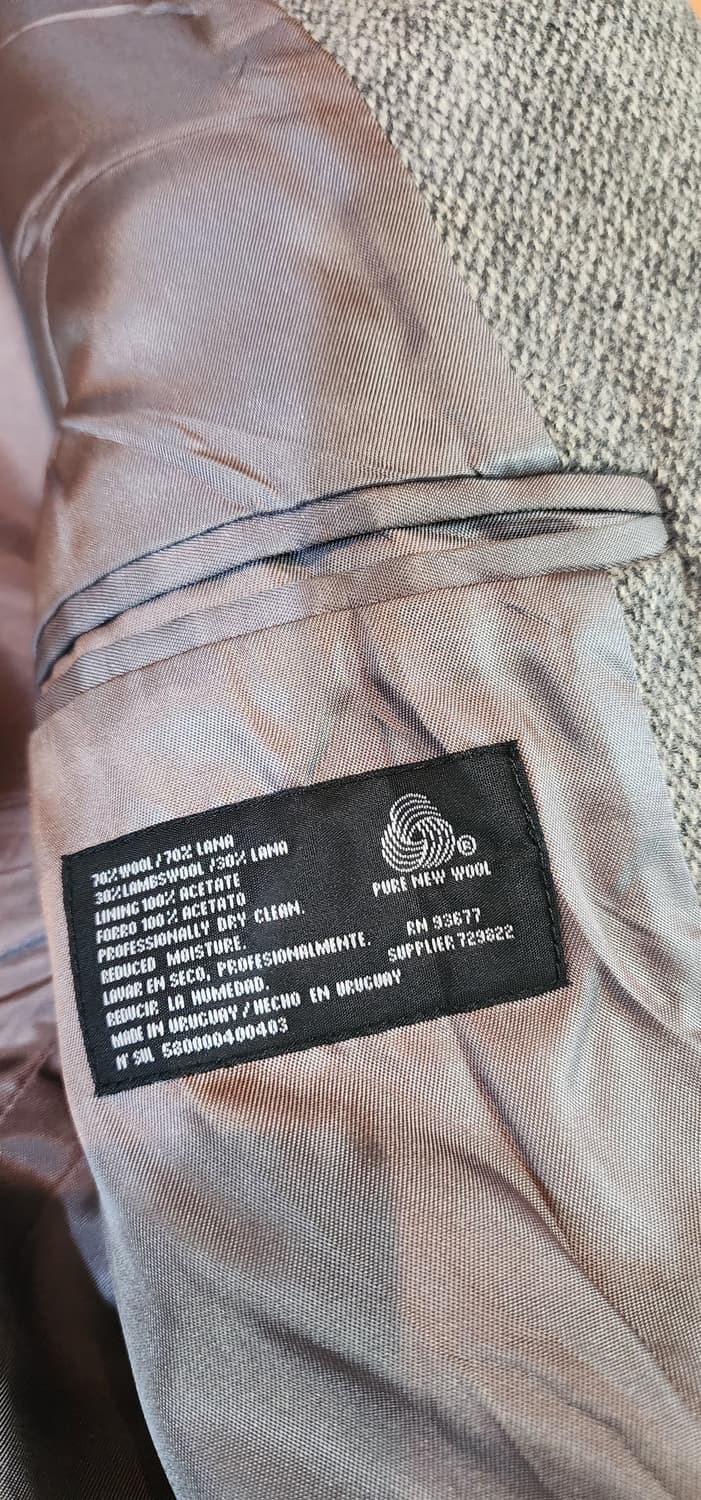 70% WOOL / 70% LANA
30% LAMBSWOOL / 30% LANA
LINING 100% ACETATE
FORRO 100% ACETATO
PROFESSIONALLY DRY CLEAN.
REDUCED MOISTURE.
LAVAR EN SECO, PROFESIONALMENTE.
REDUCIR LA HUMEDAD.
MADE IN URUGUAY / HECHO EN URUGUAY
Nº SUL 580000400403
®
PURE NEW WOOL
RN 93677
SUPPLIER 729822